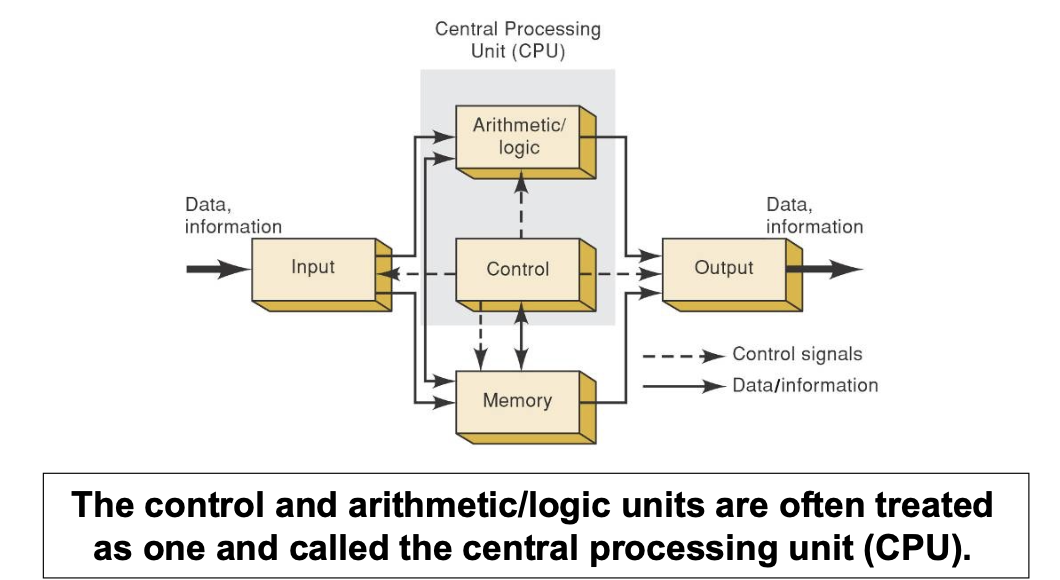 Central Processing
Unit (CPU)
Arithmetic/
logic
Data,
information
Data,
information
Input
Control
Output
Control signals
Data/information
Memory
The control and arithmetic/logic units are often treated
as one and called the central processing unit (CPU).